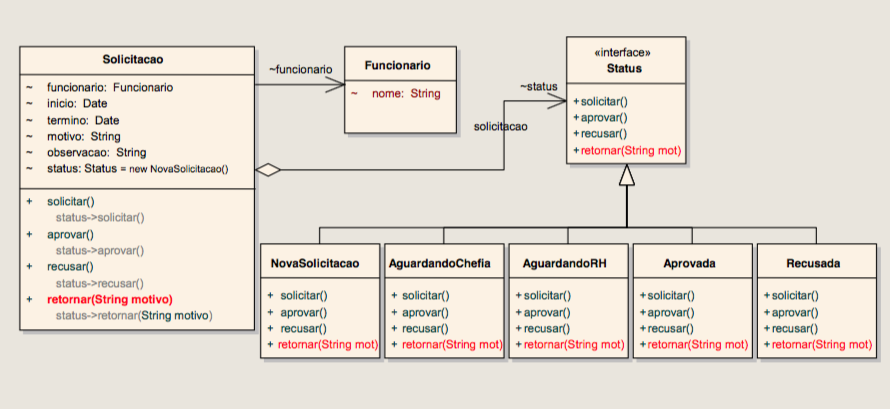 Solicitacao
~ funcionario: Funcionario
~ inicio: Date
~ termino: Date
~ motivo: String
~ observacao: String
~ status: Status = new NovaSolicitacao()
+ solicitar()
status->solicitar()
+ aprovar()
status->aprovar()
+ recusar()
status->recusar()
+ retornar(String motivo)
status->retornar(String motivo)
~funcionario
Funcionario
~ nome: String
~status
solicitacao
«interface»
Status
+solicitar()
+aprovar()
+recusar()
+retornar(String mot)
NovaSolicitacao
+ solicitar()
+ aprovar()
+ recusar()
+ retornar(String mot)
AguardandoChefia
+ solicitar()
+ aprovar()
+ recusar()
+ retornar(String mot)
AguardandoRH
+solicitar()
+aprovar()
+recusar()
+retornar(String mot)
Aprovada
+solicitar()
+aprovar()
+recusar()
+retornar(String mot)
Recusada
+solicitar()
+aprovar()
+recusar()
+retornar(String mot)